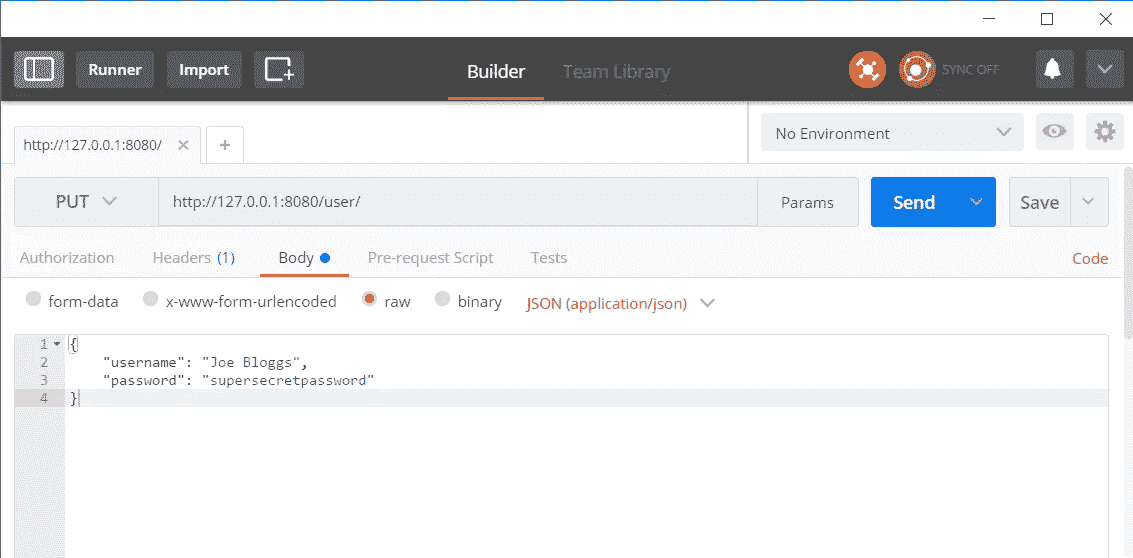 Runner Import Builder Team Library SYNC OFF
http://127.0.0.1:8080/ No Environment
PUT http://127.0.0.1:8080/user/ Params Send Save
Authorization Headers (1) Body Pre-request Script Tests Code
form-data x-www-form-urlencoded raw binary JSON (application/json)
1 {
2 "username": "Joe Bloggs",
3 "password": "supersecretpassword"
4 }